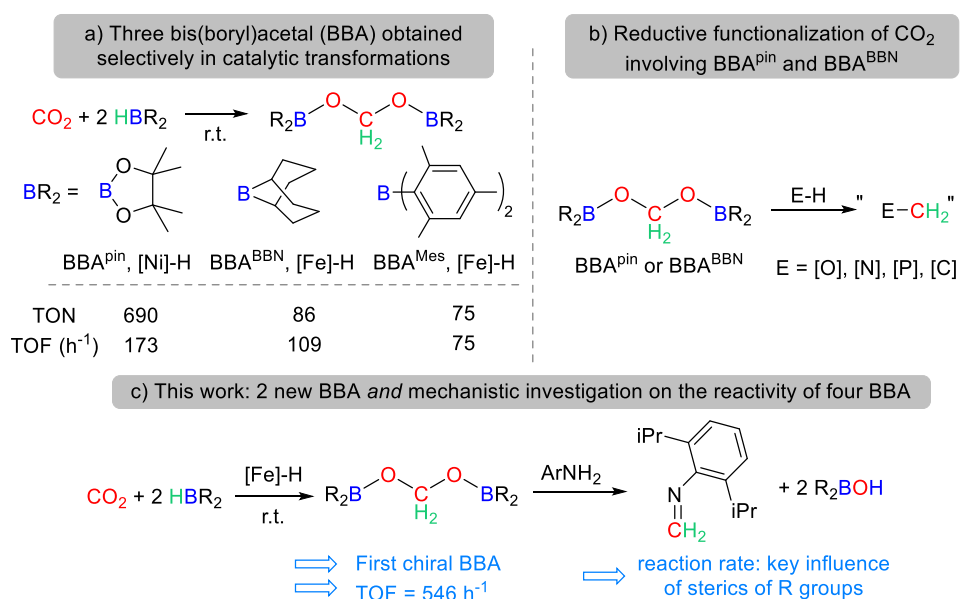 a) Three bis(boryl)acetal (BBA) obtained
selectively in catalytic transformations
CO2 + 2 HBR2
r.t.
R2B O C H2 O BR2
BR2 = B O O
B
B ( )2
BBApin, [Ni]-H BBABBN, [Fe]-H BBAMes, [Fe]-H
TON 690 86 75
TOF (h-1) 173 109 75
b) Reductive functionalization of CO2
involving BBApin and BBABBN
R2B O C H2 O BR2
E-H
" E–CH2"
BBApin or BBABBN
E = [O], [N], [P], [C]
c) This work: 2 new BBA and mechanistic investigation on the reactivity of four BBA
CO2 + 2 HBR2
[Fe]-H
r.t.
R2B O C H2 O BR2
ArNH2
iPr
N
iPr
CH2
+ 2 R2BOH
First chiral BBA
TOF = 546 h-1
reaction rate: key influence
of sterics of R groups